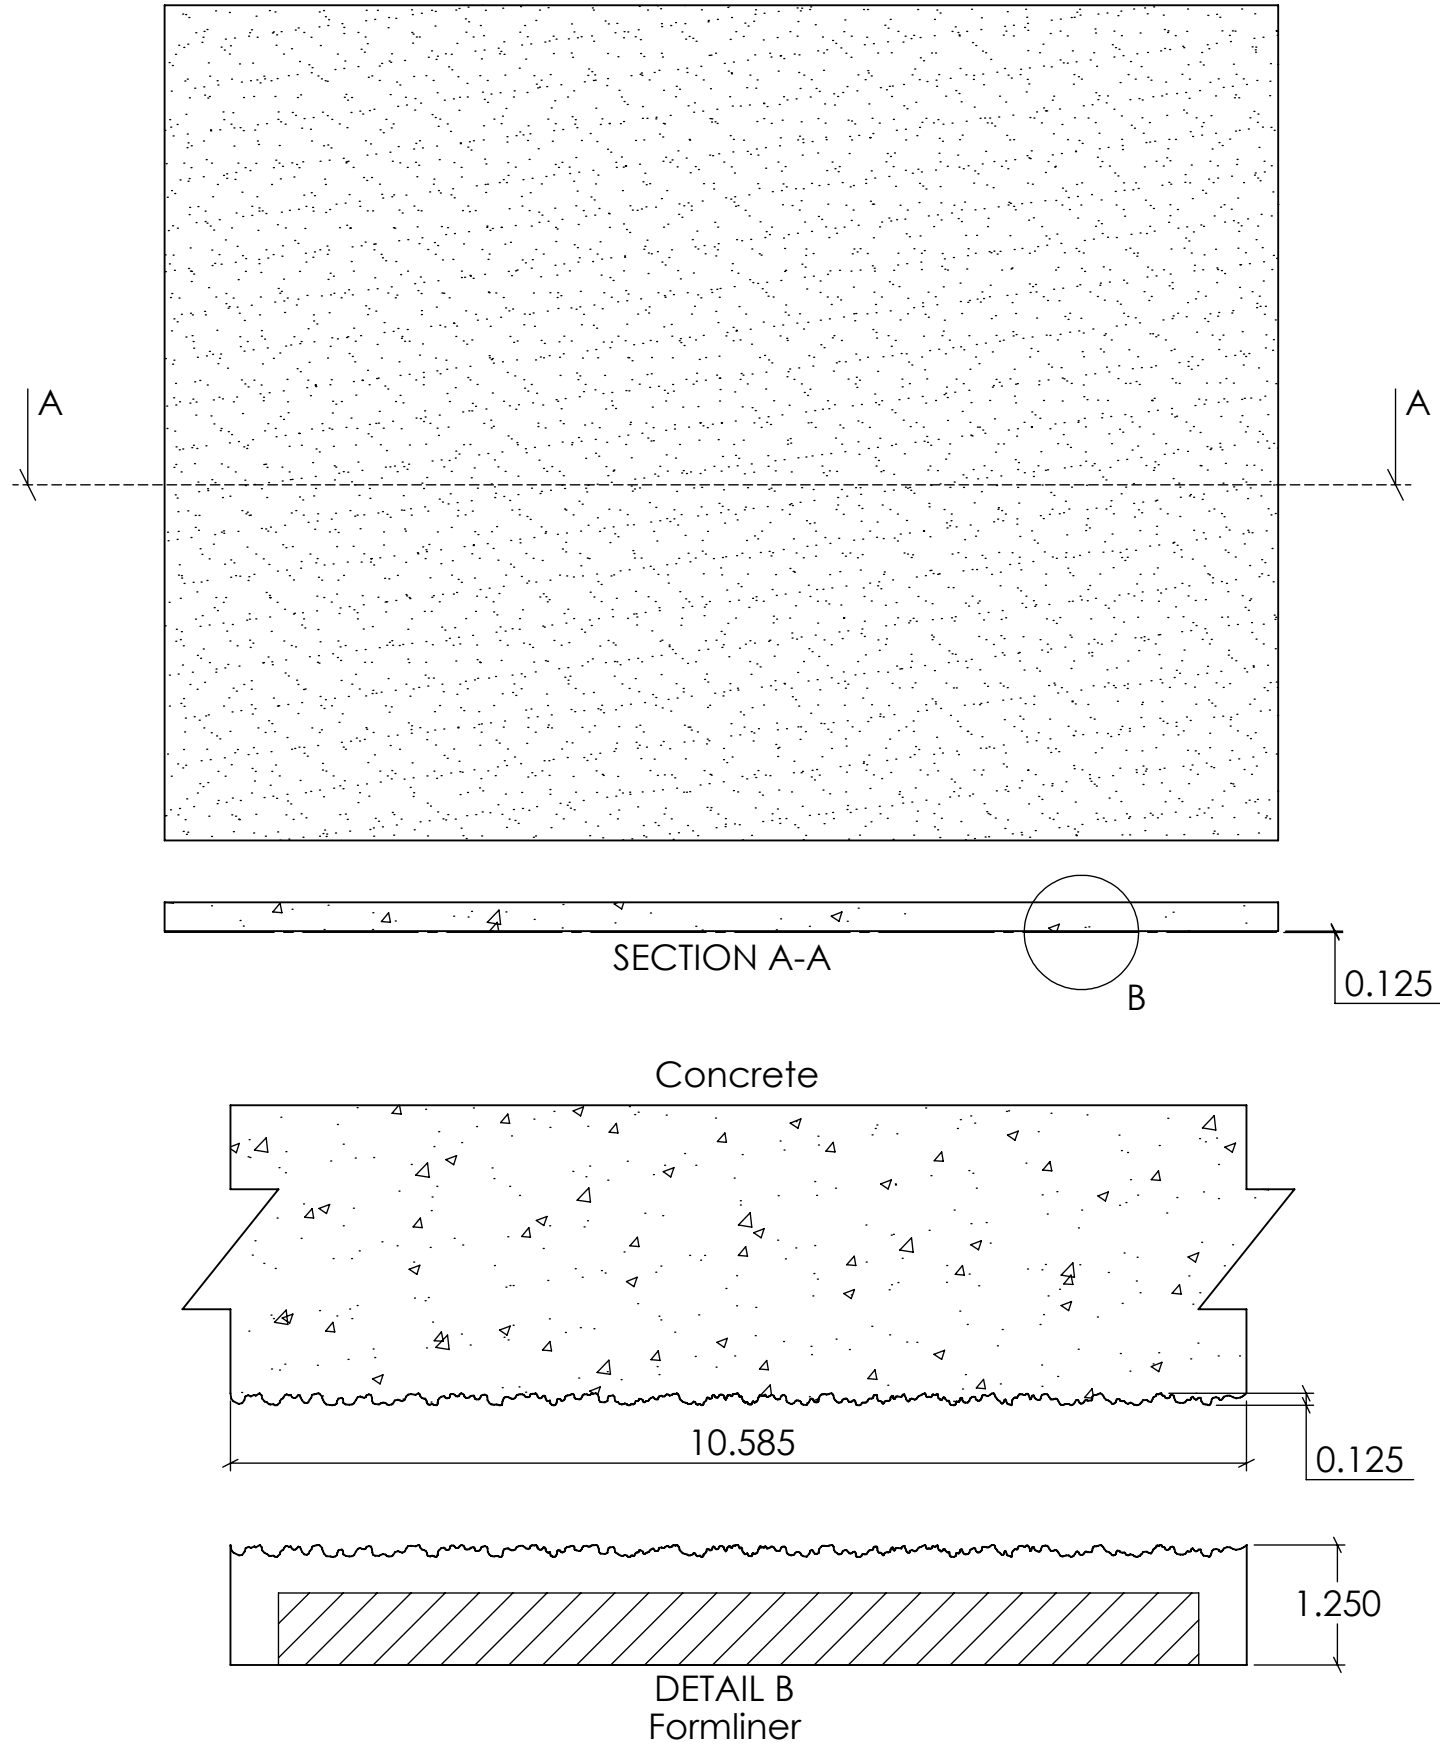 A
A
SECTION A-A
B
0.125
Concrete
10.585
0.125
1.250
DETAIL B
Formliner